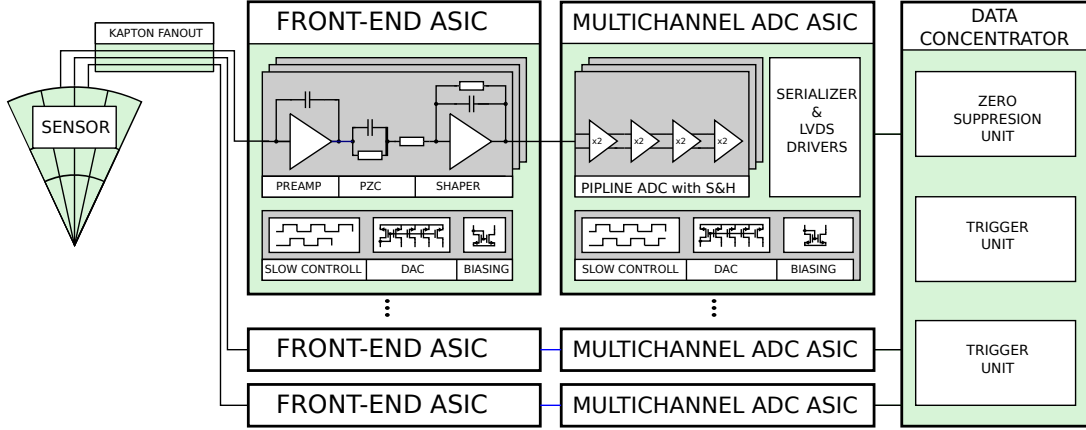 KAPTON FANOUT
SENSOR
FRONT-END ASIC
PREAMP
PZC
SHAPER
SLOW CONTROLL
DAC
BIASING
MULTICHANNEL ADC ASIC
x2
x2
x2
x2
PIPLINE ADC with S&H
SERIALIZER
&
LVDS
DRIVERS
SLOW CONTROLL
DAC
BIASING
DATA
CONCENTRATOR
ZERO
SUPPRESION
UNIT
TRIGGER
UNIT
TRIGGER
UNIT
FRONT-END ASIC
MULTICHANNEL ADC ASIC
FRONT-END ASIC
MULTICHANNEL ADC ASIC